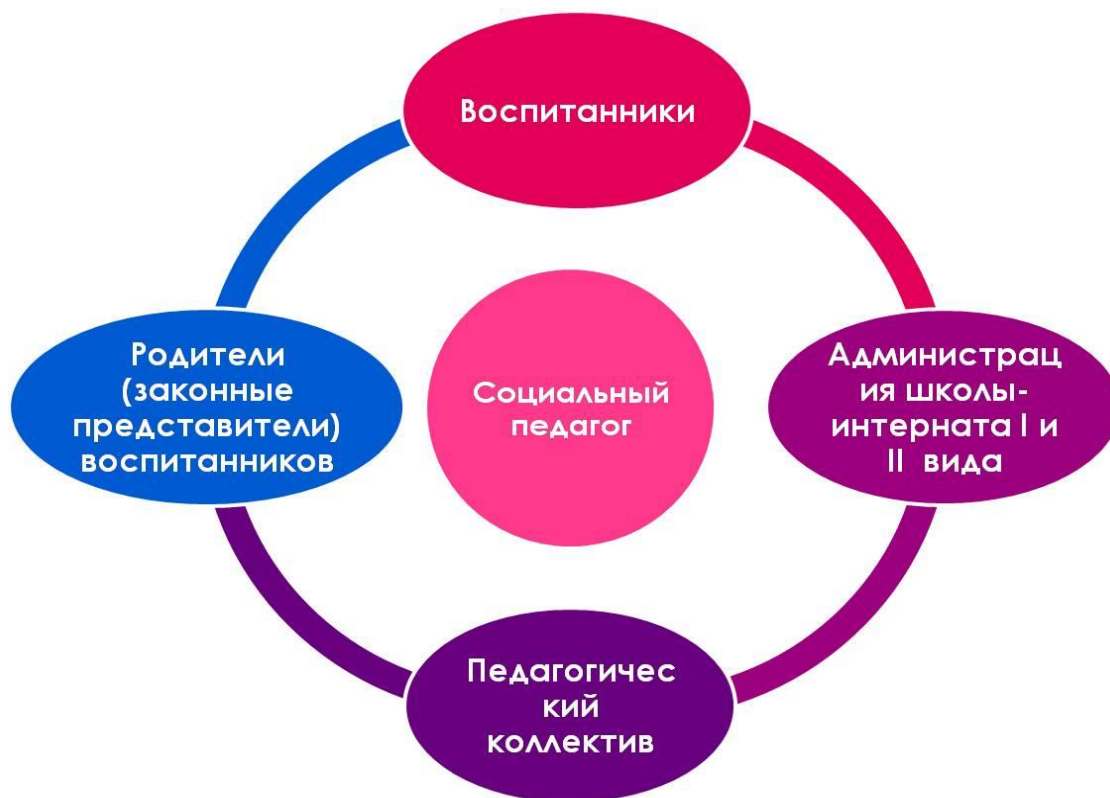 Воспитанники
Родители
(законные
представители)
воспитанников
Социальный
педагог
Администрац
ия школы-
интерната I и
II вида
Педагогичес
кий
коллектив